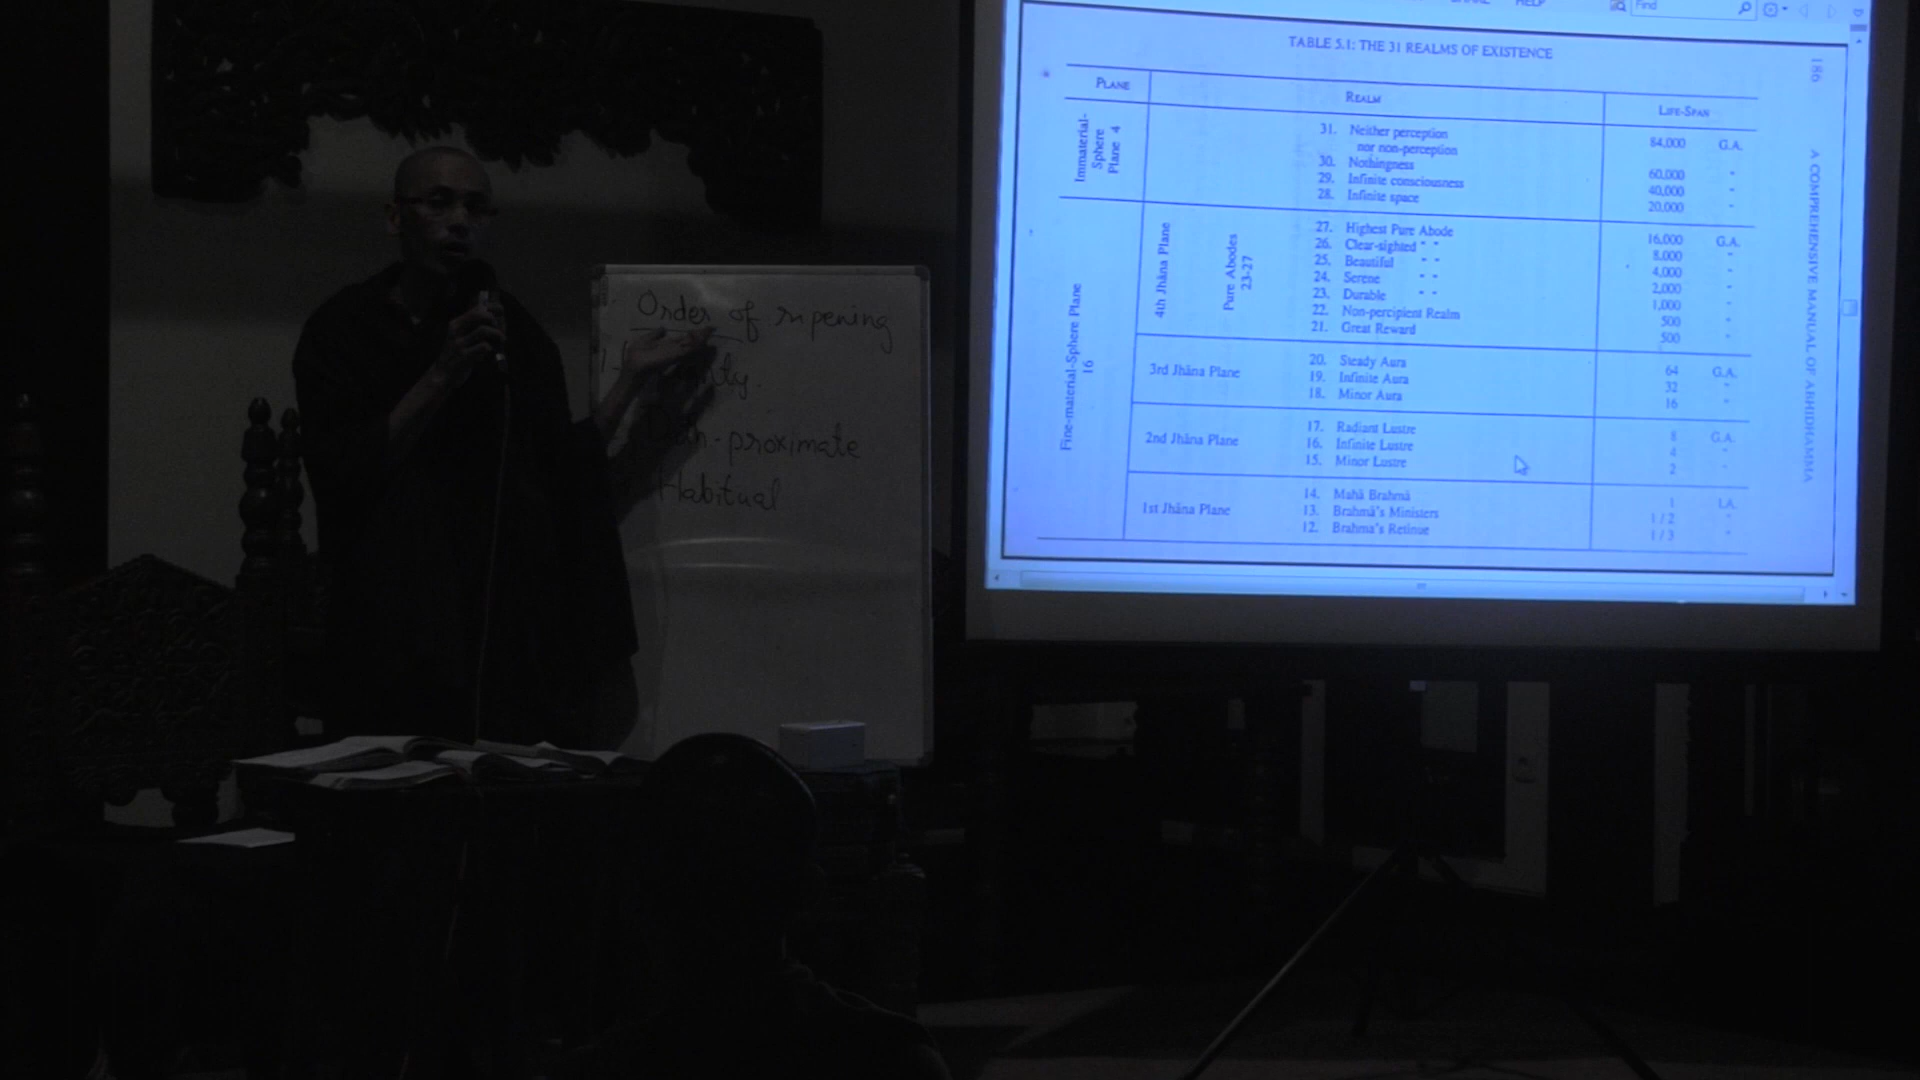 Order of ripening
-proximate
Habitual
HELP
Find
TABLE 5.1: THE 31 REALMS OF EXISTENCE
PLANE REALM LIFE-SPAN
Immaterial-
Sphere
Plane 4
31. Neither perception
nor non-perception 84,000 G.A.
30. Nothingness 60,000 "
29. Infinite consciousness 40,000 "
28. Infinite space 20,000 "
Fine-material-Sphere Plane
16
4th Jhāna Plane
Pure Abodes
23-27
27. Highest Pure Abode 16,000 G.A.
26. Clear-sighted " " 8,000 "
25. Beautiful " " 4,000 "
24. Serene " " 2,000 "
23. Durable " " 1,000 "
22. Non-percipient Realm 500 "
21. Great Reward 500 "
3rd Jhāna Plane
20. Steady Aura 64 G.A.
19. Infinite Aura 32 "
18. Minor Aura 16 "
2nd Jhāna Plane
17. Radiant Lustre 8 G.A.
16. Infinite Lustre 4 "
15. Minor Lustre 2 "
1st Jhāna Plane
14. Mahā Brahmā 1 I.A.
13. Brahmā's Ministers 1/2 "
12. Brahma's Retinue 1/3 "
186
A COMPREHENSIVE MANUAL OF ABHIDHAMMA